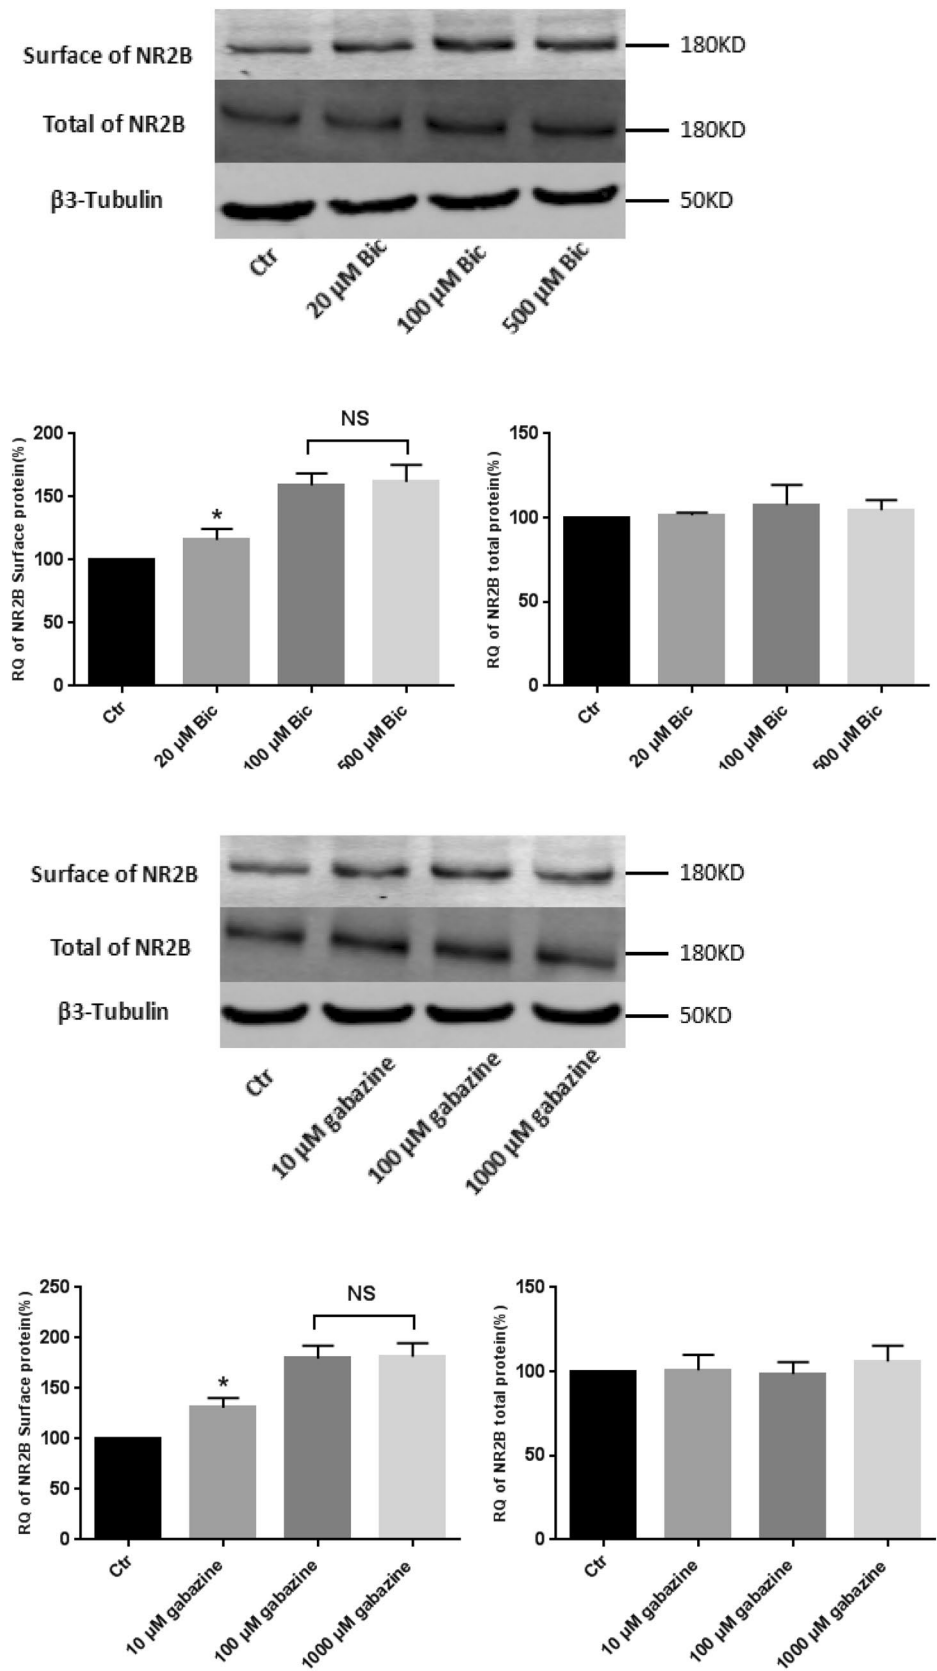 Surface of NR2B
180KD
Total of NR2B
180KD
β3-Tubulin
50KD
Ctr
20 µM Bic
100 µM Bic
500 µM Bic
RQ of NR2B Surface protein(%)
200
150
100
50
0
NS
*
Ctr
20 µM Bic
100 µM Bic
500 µM Bic
RQ of NR2B total protein(%)
150
100
50
0
Ctr
20 µM Bic
100 µM Bic
500 µM Bic
Surface of NR2B
180KD
Total of NR2B
180KD
β3-Tubulin
50KD
Ctr
10 µM gabazine
100 µM gabazine
1000 µM gabazine
RQ of NR2B Surface protein(%)
250
200
150
100
50
0
NS
*
Ctr
10 µM gabazine
100 µM gabazine
1000 µM gabazine
RQ of NR2B total protein(%)
150
100
50
0
Ctr
10 µM gabazine
100 µM gabazine
1000 µM gabazine